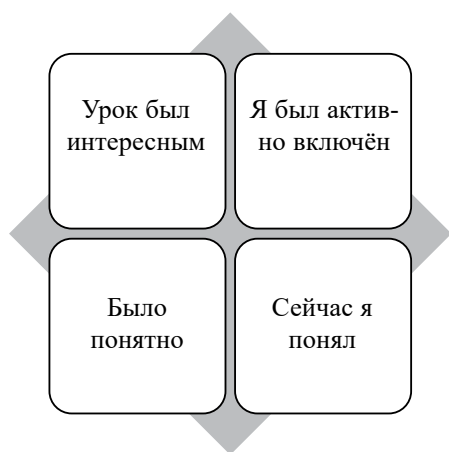 Урок был
интересным
Я был актив-
но включён
Было
понятно
Сейчас я
понял